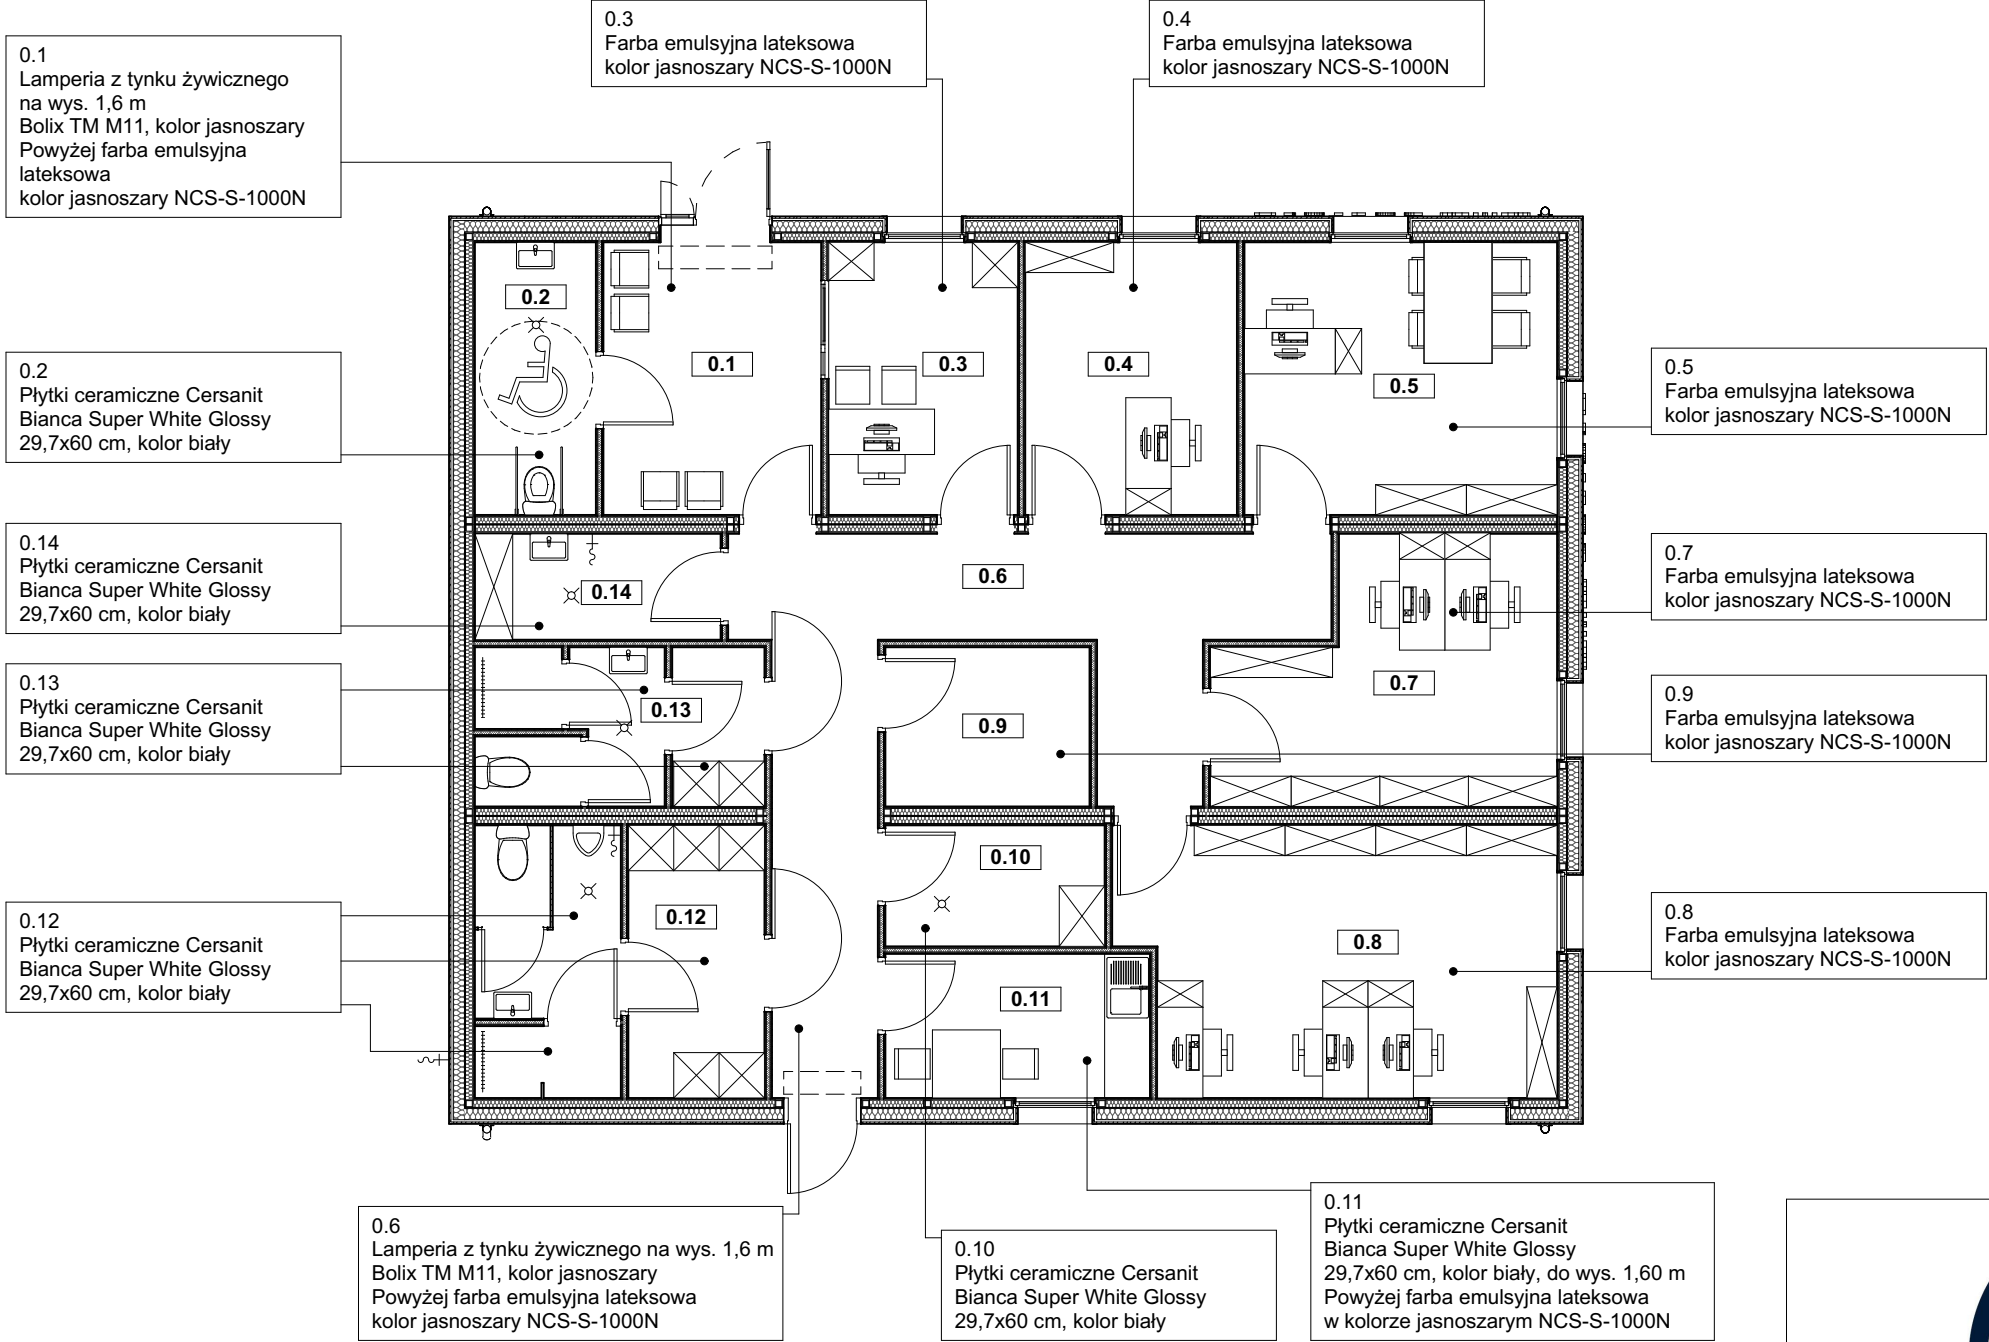 0.3
Farba emulsyjna lateksowa
kolor jasnoszary NCS-S-1000N
0.4
Farba emulsyjna lateksowa
kolor jasnoszary NCS-S-1000N
0.1
Lamperia z tynku żywicznego
na wys. 1,6 m
Bolix TM M11, kolor jasnoszary
Powyżej farba emulsyjna
lateksowa
kolor jasnoszary NCS-S-1000N
0.2
Płytki ceramiczne Cersanit
Bianca Super White Glossy
29,7x60 cm, kolor biały
0.14
Płytki ceramiczne Cersanit
Bianca Super White Glossy
29,7x60 cm, kolor biały
0.13
Płytki ceramiczne Cersanit
Bianca Super White Glossy
29,7x60 cm, kolor biały
0.12
Płytki ceramiczne Cersanit
Bianca Super White Glossy
29,7x60 cm, kolor biały
0.2
0.1
0.3
0.4
0.5
0.6
0.14
0.13
0.9
0.7
0.10
0.12
0.8
0.11
0.5
Farba emulsyjna lateksowa
kolor jasnoszary NCS-S-1000N
0.7
Farba emulsyjna lateksowa
kolor jasnoszary NCS-S-1000N
0.9
Farba emulsyjna lateksowa
kolor jasnoszary NCS-S-1000N
0.8
Farba emulsyjna lateksowa
kolor jasnoszary NCS-S-1000N
0.6
Lamperia z tynku żywicznego na wys. 1,6 m
Bolix TM M11, kolor jasnoszary
Powyżej farba emulsyjna lateksowa
kolor jasnoszary NCS-S-1000N
0.10
Płytki ceramiczne Cersanit
Bianca Super White Glossy
29,7x60 cm, kolor biały
0.11
Płytki ceramiczne Cersanit
Bianca Super White Glossy
29,7x60 cm, kolor biały, do wys. 1,60 m
Powyżej farba emulsyjna lateksowa
w kolorze jasnoszarym NCS-S-1000N